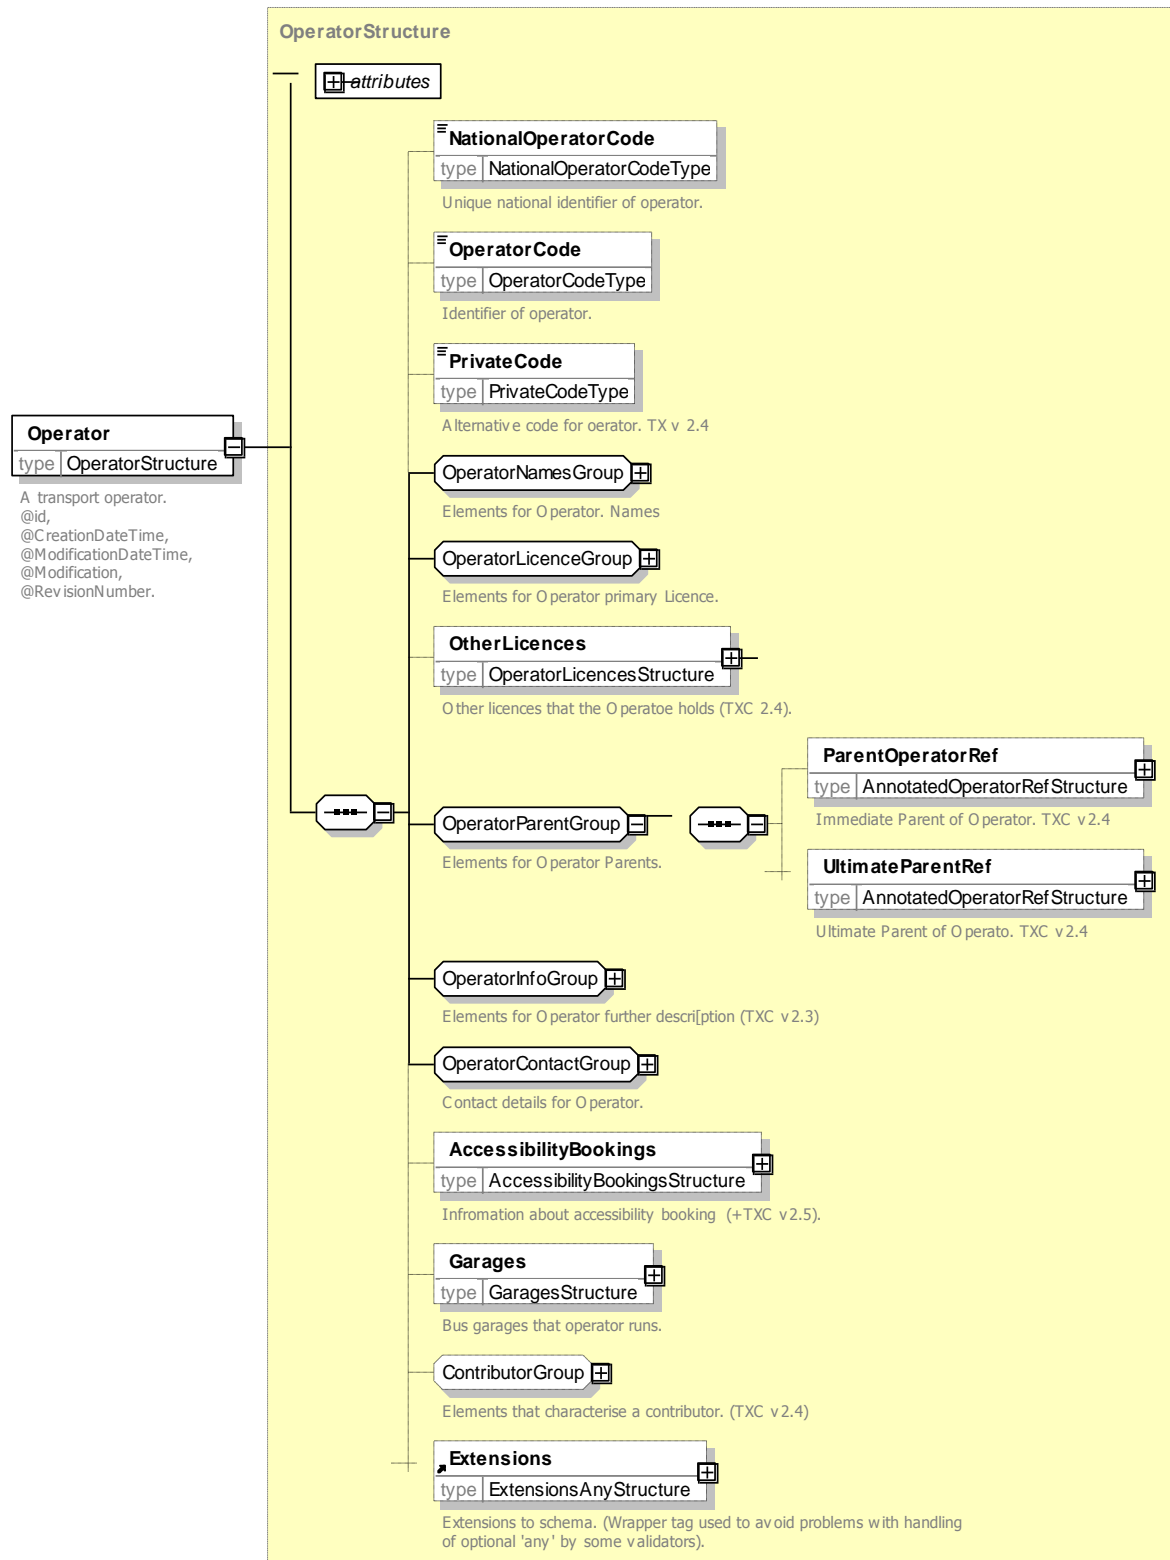 OperatorStructure
attributes
NationalOperatorCode
type NationalOperatorCodeType
Unique national identifier of operator.
OperatorCode
type OperatorCodeType
Identifier of operator.
PrivateCode
type PrivateCodeType
Alternative code for oerator. TX v 2.4
Operator
type OperatorStructure
A transport operator.
@id,
@CreationDateTime,
@ModificationDateTime,
@Modification,
@RevisionNumber.
OperatorNamesGroup
Elements for Operator. Names
OperatorLicenceGroup
Elements for Operator primary Licence.
OtherLicences
type OperatorLicencesStructure
Other licences that the Operatoe holds (TXC 2.4).
OperatorParentGroup
Elements for Operator Parents.
ParentOperatorRef
type AnnotatedOperatorRefStructure
Immediate Parent of Operator. TXC v2.4
UltimateParentRef
type AnnotatedOperatorRefStructure
Ultimate Parent of Operato. TXC v2.4
OperatorInfoGroup
Elements for Operator further descri[ption (TXC v2.3)
OperatorContactGroup
Contact details for Operator.
AccessibilityBookings
type AccessibilityBookingsStructure
Infromation about accessibility booking (+TXC v2.5).
Garages
type GaragesStructure
Bus garages that operator runs.
ContributorGroup
Elements that characterise a contributor. (TXC v2.4)
Extensions
type ExtensionsAnyStructure
Extensions to schema. (Wrapper tag used to avoid problems with handling
of optional 'any' by some validators).